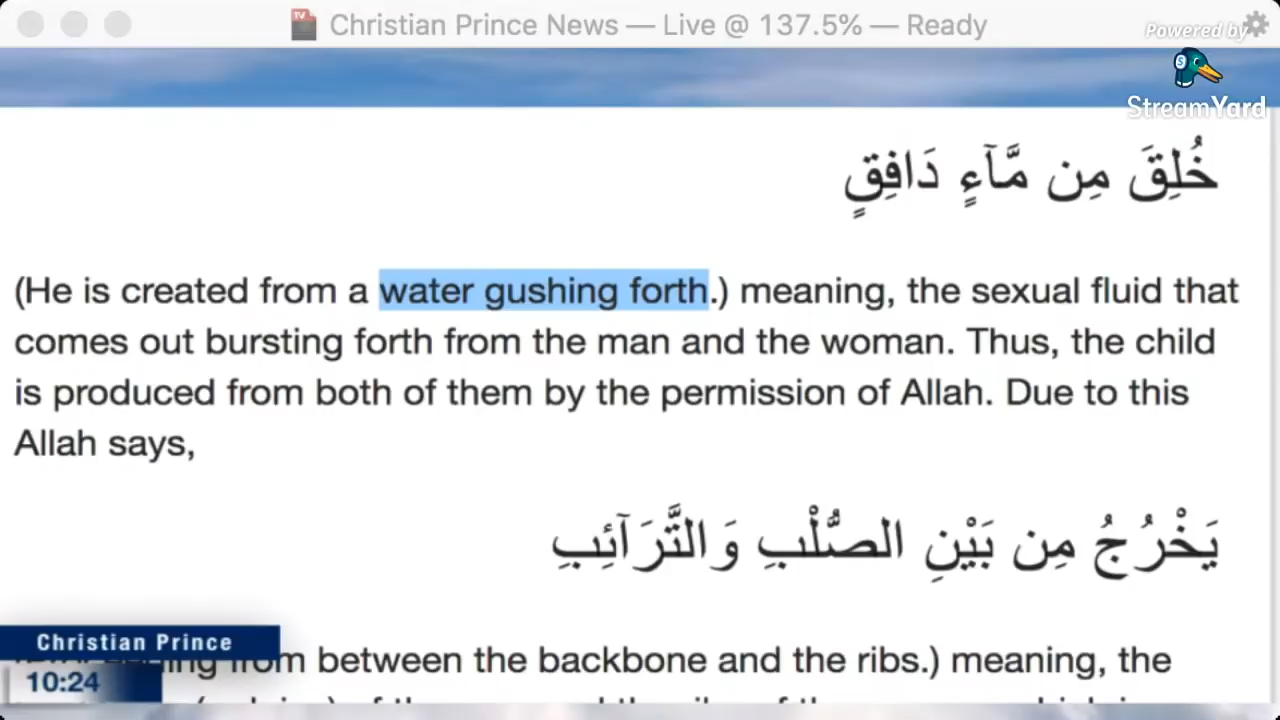 Christian Prince News — Live @ 137.5% — Ready
Powered by
StreamYard
خُلِقَ مِن مَّآءٍ دَافِقٍ
(He is created from a water gushing forth.) meaning, the sexual fluid that
comes out bursting forth from the man and the woman. Thus, the child
is produced from both of them by the permission of Allah. Due to this
Allah says,
يَخْرُجُ مِن بَيْنِ الصُّلْبِ وَالتَّرَآئِبِ
Christian Prince
from between the backbone and the ribs.) meaning, the
10:24